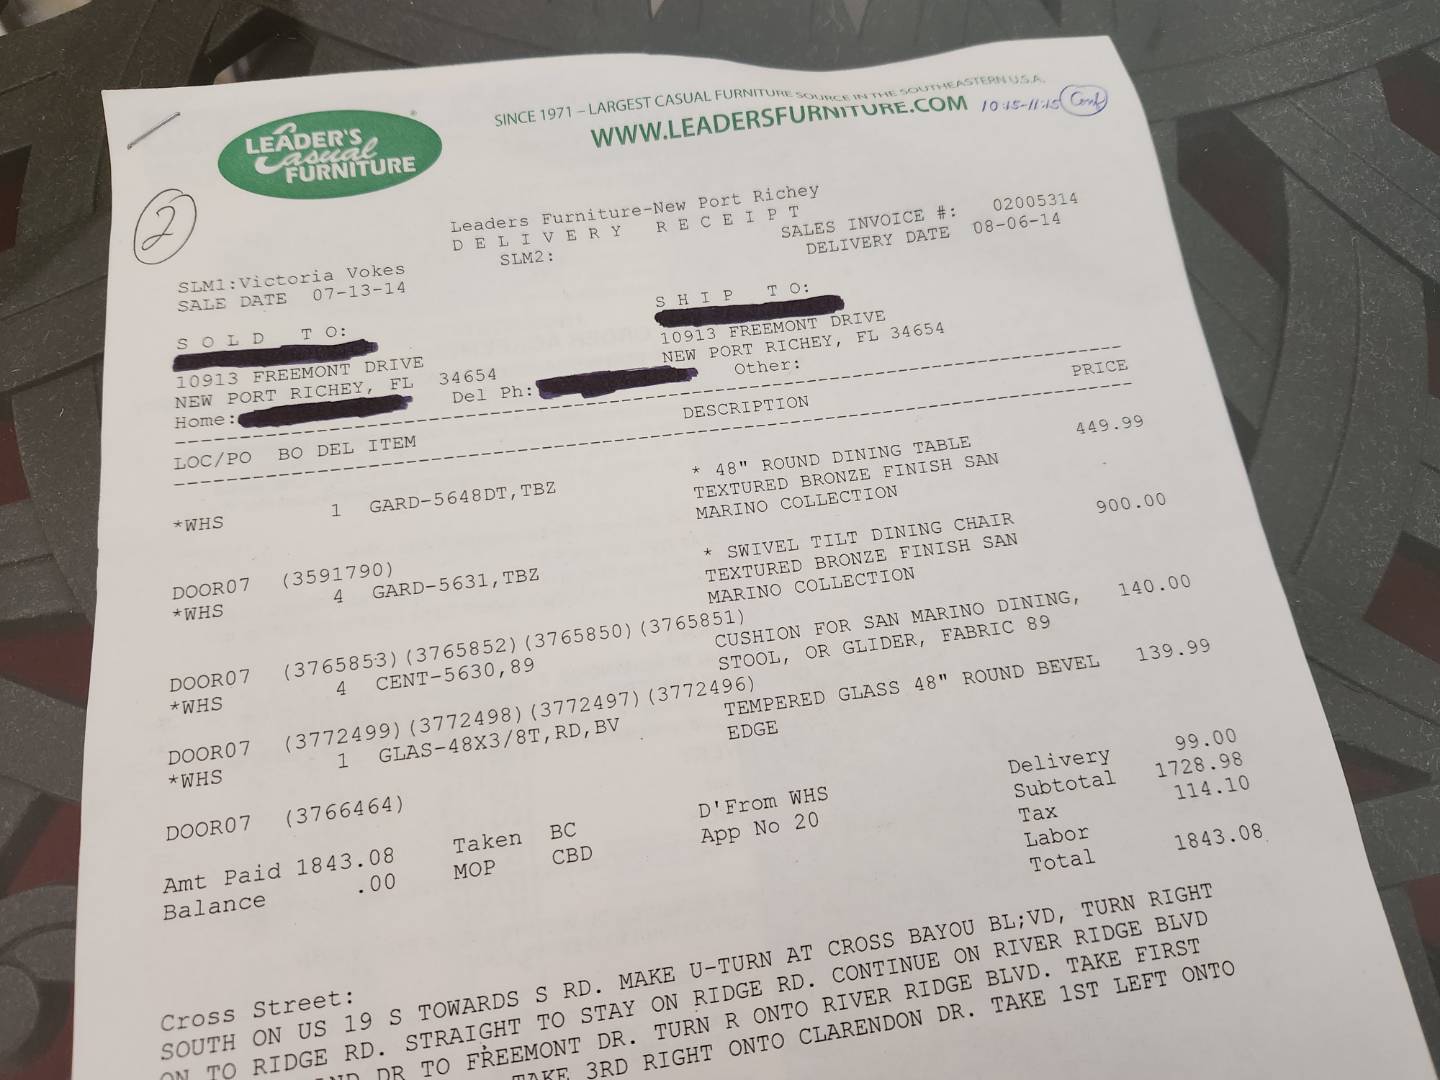 LEADER'S
Casual
FURNITURE
SINCE 1971 – LARGEST CASUAL FURNITURE SOURCE IN THE SOUTHEASTERN U.S.A.
WWW.LEADERSFURNITURE.COM 10:15-11:15 Conf
2
Leaders Furniture-New Port Richey
D E L I V E R Y R E C E I P T
SALES INVOICE #: 02005314
SLM2: DELIVERY DATE 08-06-14
SLM1:Victoria Vokes
SALE DATE 07-13-14
S O L D T O: S H I P T O:
10913 FREEMONT DRIVE 10913 FREEMONT DRIVE
NEW PORT RICHEY, FL 34654 NEW PORT RICHEY, FL 34654
Home: Del Ph: Other:
LOC/PO BO DEL ITEM DESCRIPTION PRICE
*WHS 1 GARD-5648DT,TBZ * 48" ROUND DINING TABLE 449.99
TEXTURED BRONZE FINISH SAN
MARINO COLLECTION
DOOR07 (3591790)
*WHS 4 GARD-5631,TBZ * SWIVEL TILT DINING CHAIR 900.00
TEXTURED BRONZE FINISH SAN
MARINO COLLECTION
DOOR07 (3765853)(3765852)(3765850)(3765851)
*WHS 4 CENT-5630,89 CUSHION FOR SAN MARINO DINING, 140.00
STOOL, OR GLIDER, FABRIC 89
DOOR07 (3772499)(3772498)(3772497)(3772496)
*WHS 1 GLAS-48X3/8T,RD,BV TEMPERED GLASS 48" ROUND BEVEL 139.99
EDGE
DOOR07 (3766464)
Delivery 99.00
Subtotal 1728.98
Tax 114.10
Labor
Total 1843.08
Amt Paid 1843.08 Taken BC D'From WHS
Balance .00 MOP CBD App No 20
Cross Street:
SOUTH ON US 19 S TOWARDS S RD. MAKE U-TURN AT CROSS BAYOU BL;VD, TURN RIGHT
ON TO RIDGE RD. STRAIGHT TO STAY ON RIDGE RD. CONTINUE ON RIVER RIDGE BLVD
DR TO FREEMONT DR. TURN R ONTO RIVER RIDGE BLVD. TAKE FIRST
TAKE 3RD RIGHT ONTO CLARENDON DR. TAKE 1ST LEFT ONTO